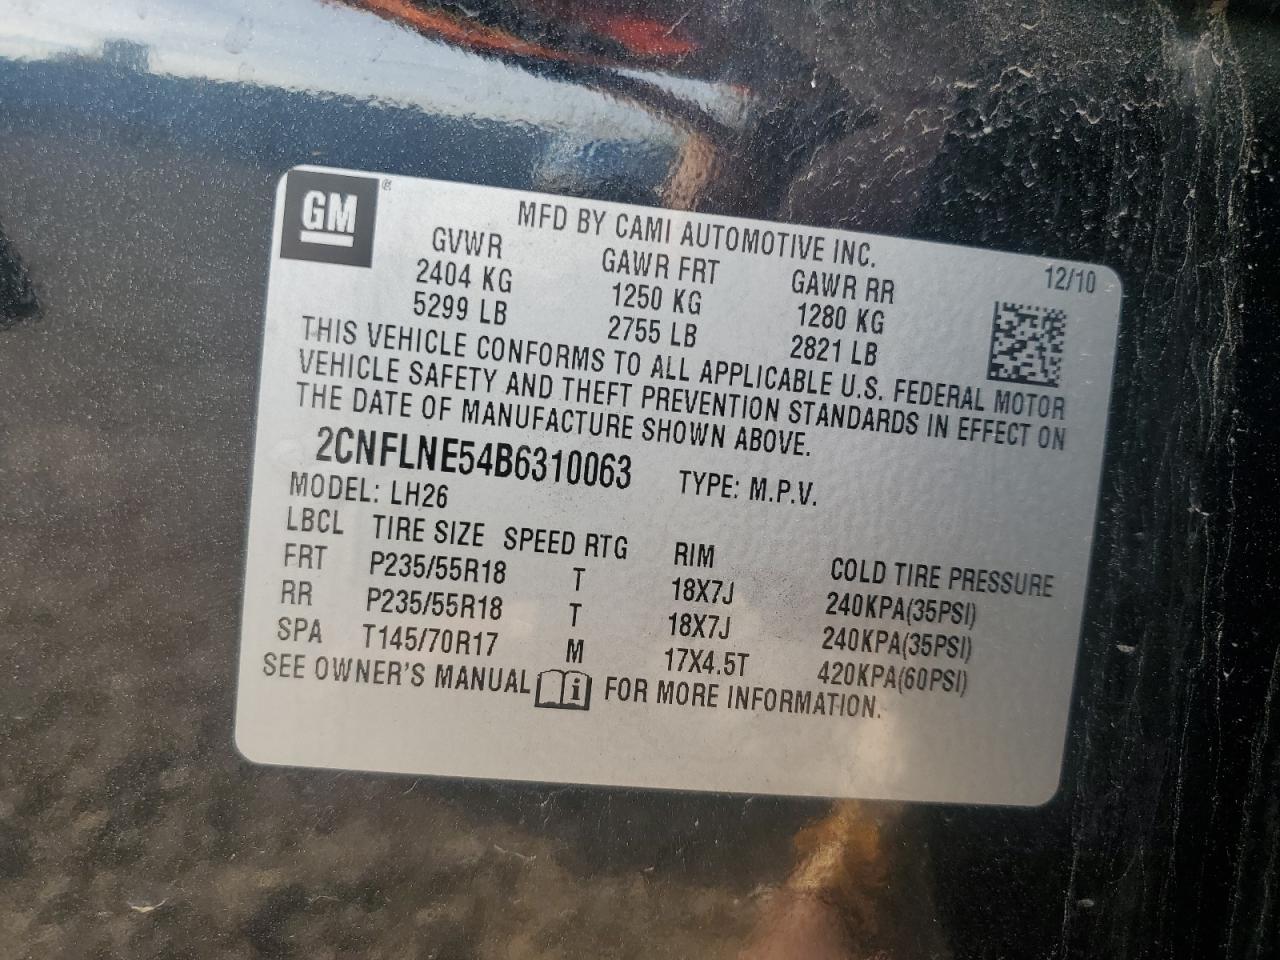 GM ®
MFD BY CAMI AUTOMOTIVE INC.
12/10
GVWR GAWR FRT GAWR RR
2404 KG 1250 KG 1280 KG
5299 LB 2755 LB 2821 LB
THIS VEHICLE CONFORMS TO ALL APPLICABLE U.S. FEDERAL MOTOR
VEHICLE SAFETY AND THEFT PREVENTION STANDARDS IN EFFECT ON
THE DATE OF MANUFACTURE SHOWN ABOVE.
2CNFLNE54B6310063 TYPE: M.P.V.
MODEL: LH26
LBCL TIRE SIZE SPEED RTG RIM COLD TIRE PRESSURE
FRT P235/55R18 T 18X7J 240KPA(35PSI)
RR P235/55R18 T 18X7J 240KPA(35PSI)
SPA T145/70R17 M 17X4.5T 420KPA(60PSI)
SEE OWNER'S MANUAL i FOR MORE INFORMATION.